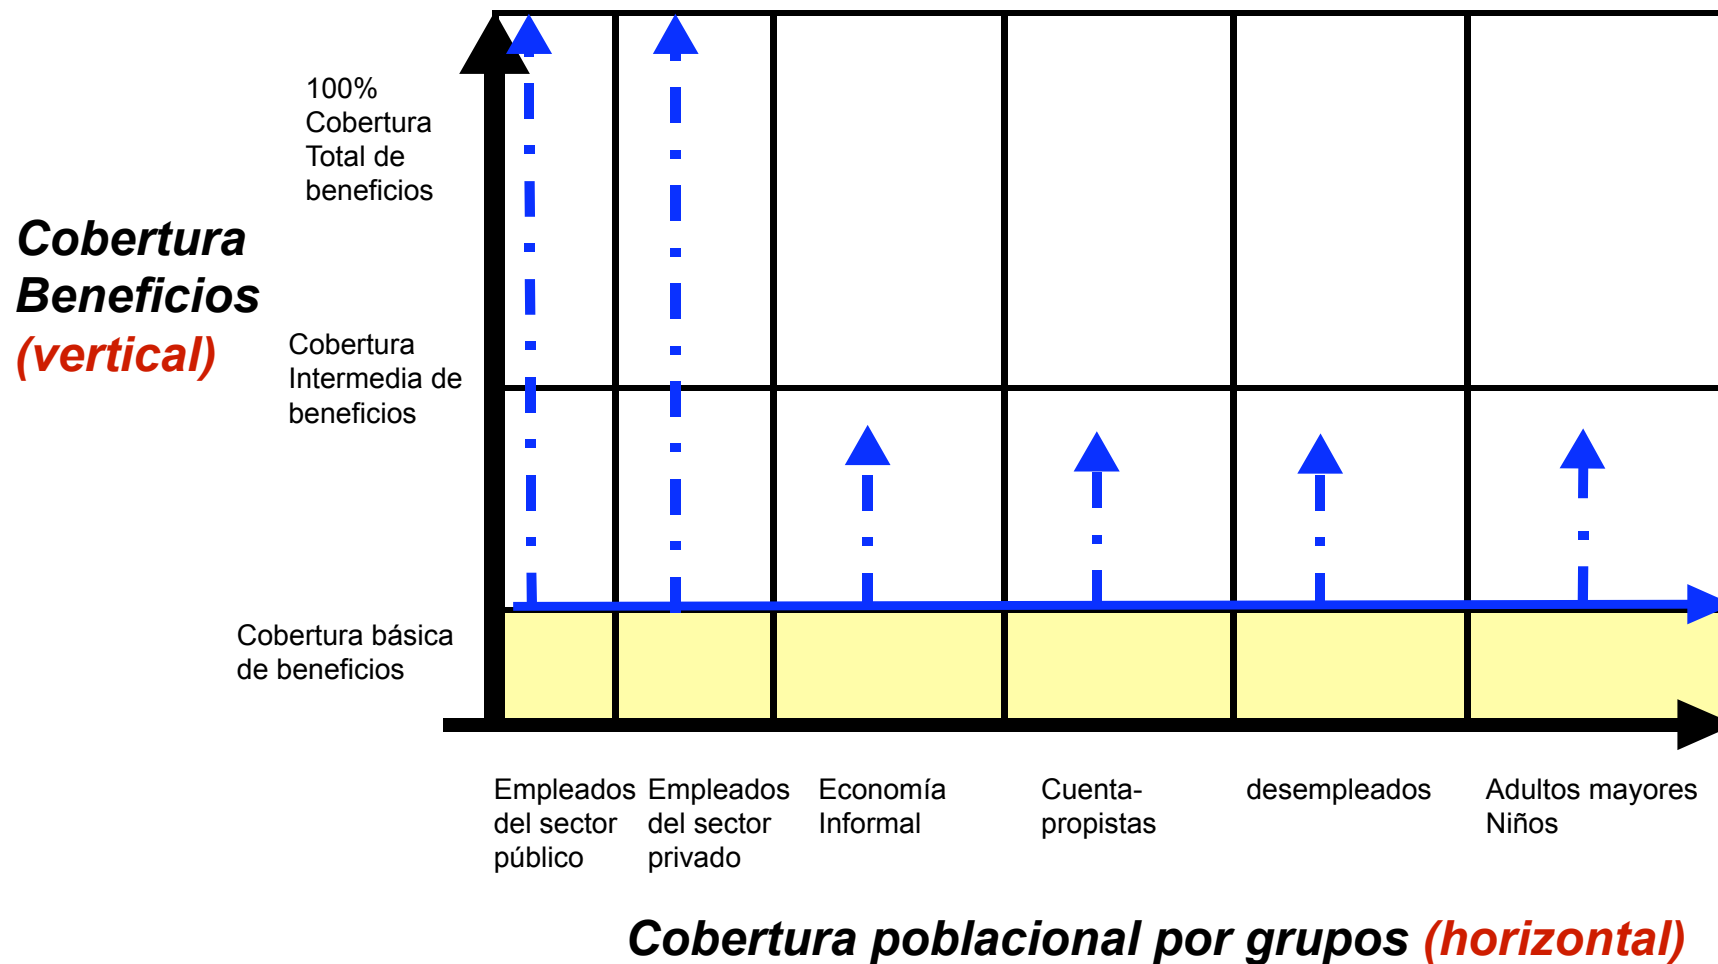 100%
Cobertura
Total de
beneficios
Cobertura
Beneficios
(vertical)
Cobertura
Intermedia de
beneficios
Cobertura básica
de beneficios
Empleados
del sector
público
Empleados
del sector
privado
Economía
Informal
Cuenta-
propistas
desempleados
Adultos mayores
Niños
Cobertura poblacional por grupos (horizontal)